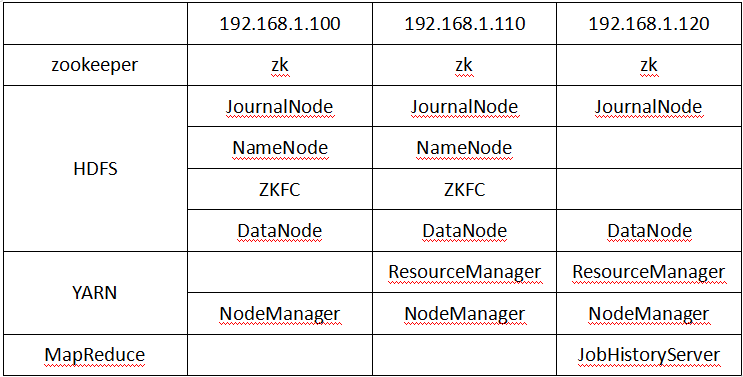 192.168.1.100 192.168.1.110 192.168.1.120
zookeeper zk zk zk
HDFS JournalNode JournalNode JournalNode
NameNode NameNode
ZKFC ZKFC
DataNode DataNode DataNode
YARN ResourceManager ResourceManager
NodeManager NodeManager NodeManager
MapReduce JobHistoryServer